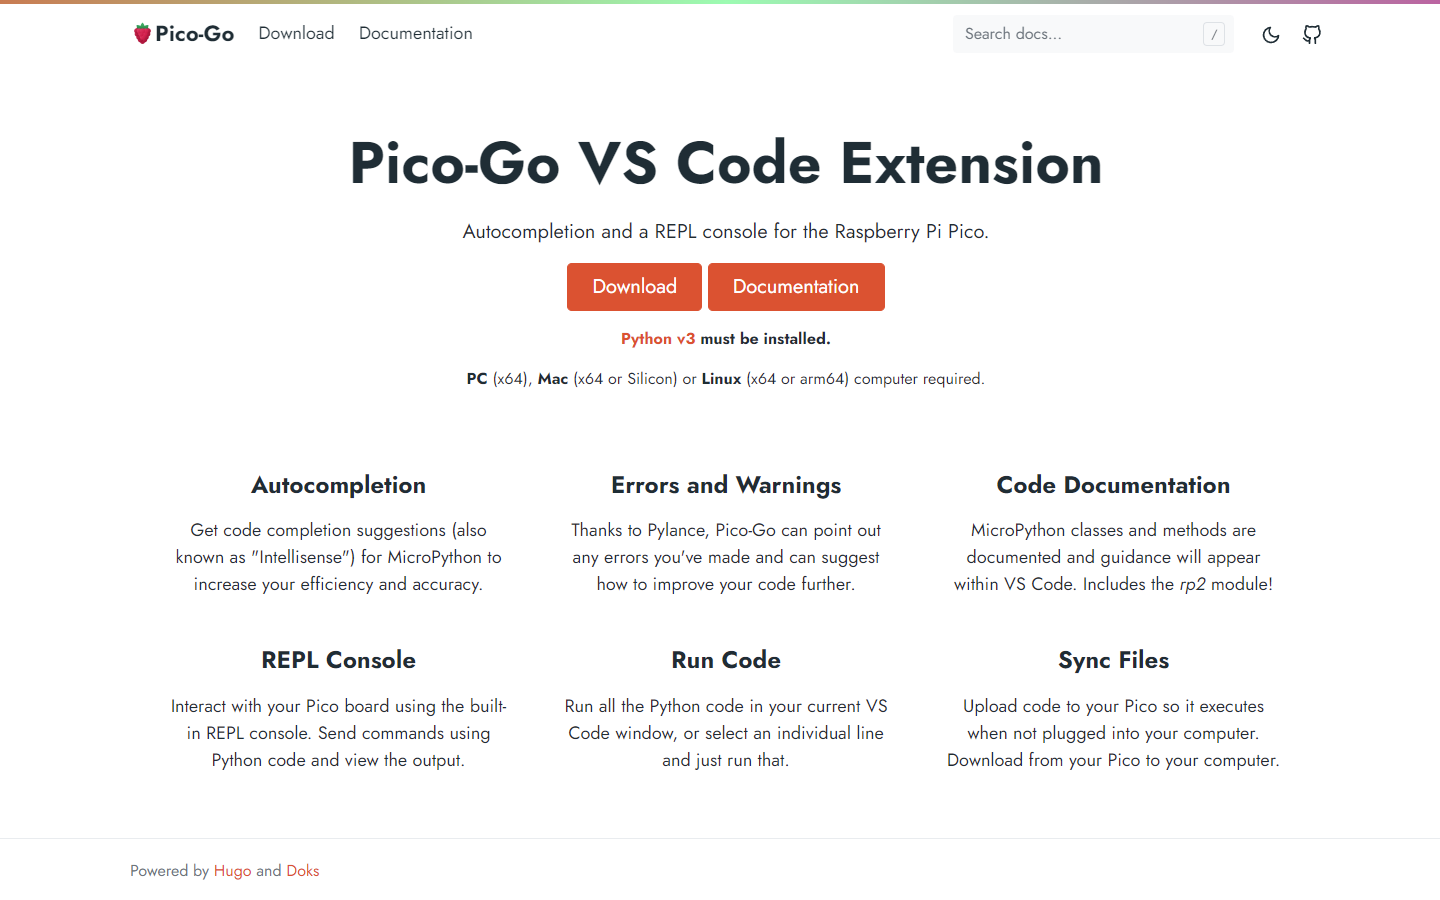 Pico-Go Download Documentation Search docs... /
Pico-Go VS Code Extension
Autocompletion and a REPL console for the Raspberry Pi Pico.
Download Documentation
Python v3 must be installed.
PC (x64), Mac (x64 or Silicon) or Linux (x64 or arm64) computer required.
Autocompletion
Get code completion suggestions (also
known as "Intellisense") for MicroPython to
increase your efficiency and accuracy.
Errors and Warnings
Thanks to Pylance, Pico-Go can point out
any errors you've made and can suggest
how to improve your code further.
Code Documentation
MicroPython classes and methods are
documented and guidance will appear
within VS Code. Includes the rp2 module!
REPL Console
Interact with your Pico board using the built-
in REPL console. Send commands using
Python code and view the output.
Run Code
Run all the Python code in your current VS
Code window, or select an individual line
and just run that.
Sync Files
Upload code to your Pico so it executes
when not plugged into your computer.
Download from your Pico to your computer.
Powered by Hugo and Doks